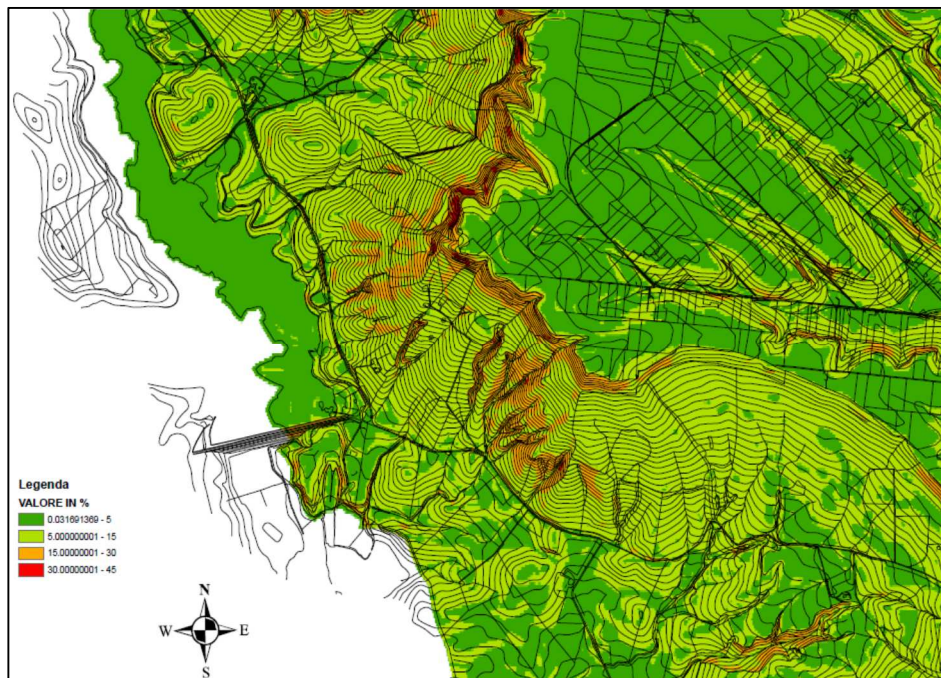 Legenda
VALORE IN %
0.031691369 - 5
5.000000001 - 15
15.00000001 - 30
30.00000001 - 45
N
W E
S